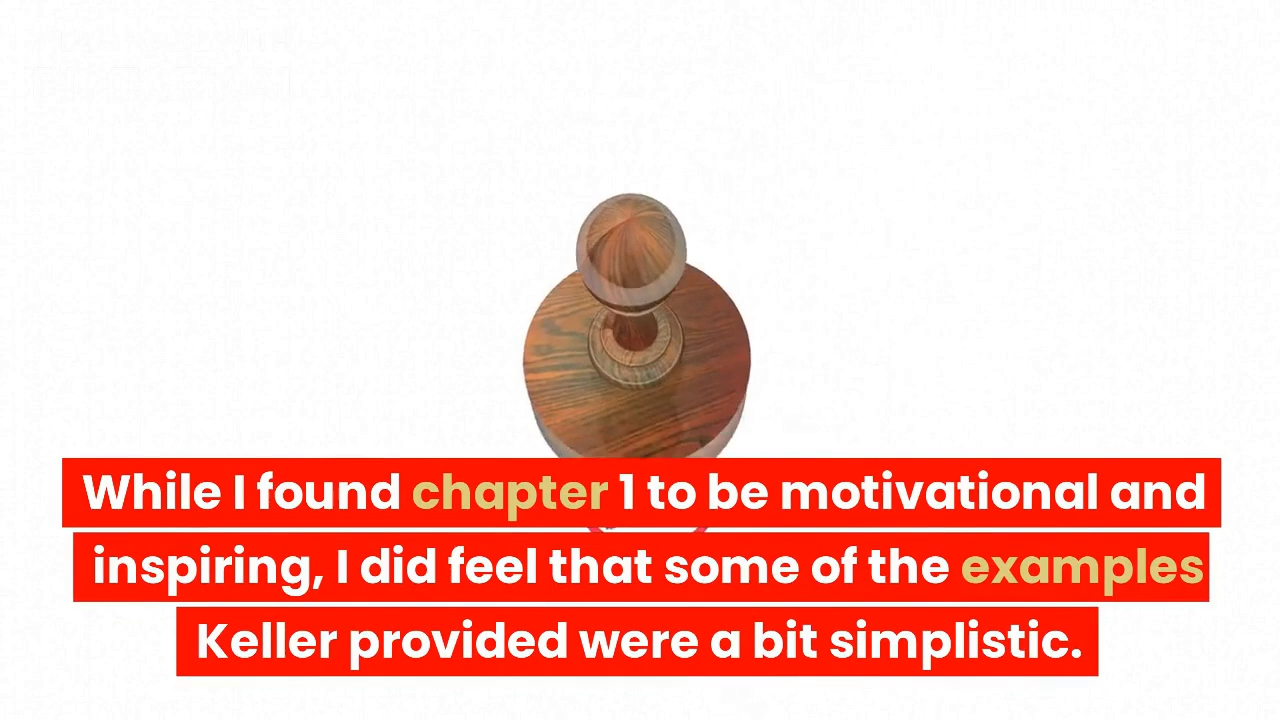 While I found chapter 1 to be motivational and
inspiring, I did feel that some of the examples
Keller provided were a bit simplistic.